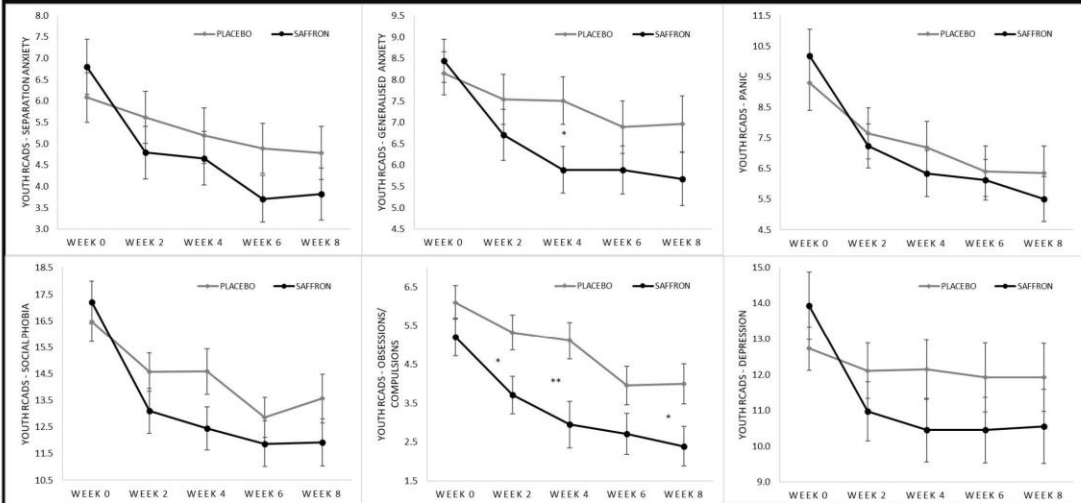 YOUTH RCADS - SEPARATION ANXIETY
8.0
7.5
7.0
6.5
6.0
5.5
5.0
4.5
4.0
3.5
3.0
PLACEBO SAFFRON
WEEK 0 WEEK 2 WEEK 4 WEEK 6 WEEK 8
YOUTH RCADS - GENERALISED ANXIETY
9.5
9.0
8.5
8.0
7.5
7.0
6.5
6.0
5.5
5.0
4.5
PLACEBO SAFFRON
*
WEEK 0 WEEK 2 WEEK 4 WEEK 6 WEEK 8
YOUTH RCADS - PANIC
11.5
10.5
9.5
8.5
7.5
6.5
5.5
4.5
PLACEBO SAFFRON
WEEK 0 WEEK 2 WEEK 4 WEEK 6 WEEK 8
YOUTH RCADS - SOCIAL PHOBIA
18.5
17.5
16.5
15.5
14.5
13.5
12.5
11.5
10.5
PLACEBO SAFFRON
WEEK 0 WEEK 2 WEEK 4 WEEK 6 WEEK 8
YOUTH RCADS - OBSESSIONS/
COMPULSIONS
6.5
5.5
4.5
3.5
2.5
1.5
PLACEBO SAFFRON
*
**
*
WEEK 0 WEEK 2 WEEK 4 WEEK 6 WEEK 8
YOUTH RCADS - DEPRESSION
15.0
14.0
13.0
12.0
11.0
10.0
9.0
PLACEBO SAFFRON
WEEK 0 WEEK 2 WEEK 4 WEEK 6 WEEK 8